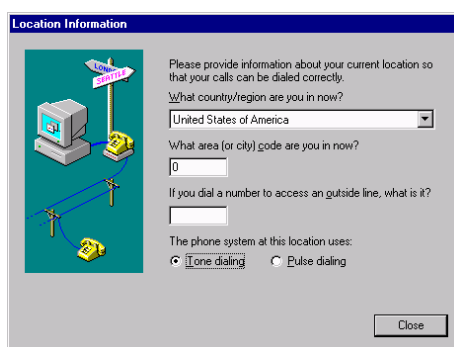 Location Information
LONDO
SEATTLE
Please provide information about your current location so
that your calls can be dialed correctly.
What country/region are you in now?
United States of America
What area (or city) code are you in now?
0
If you dial a number to access an outside line, what is it?
The phone system at this location uses:
Tone dialing Pulse dialing
Close